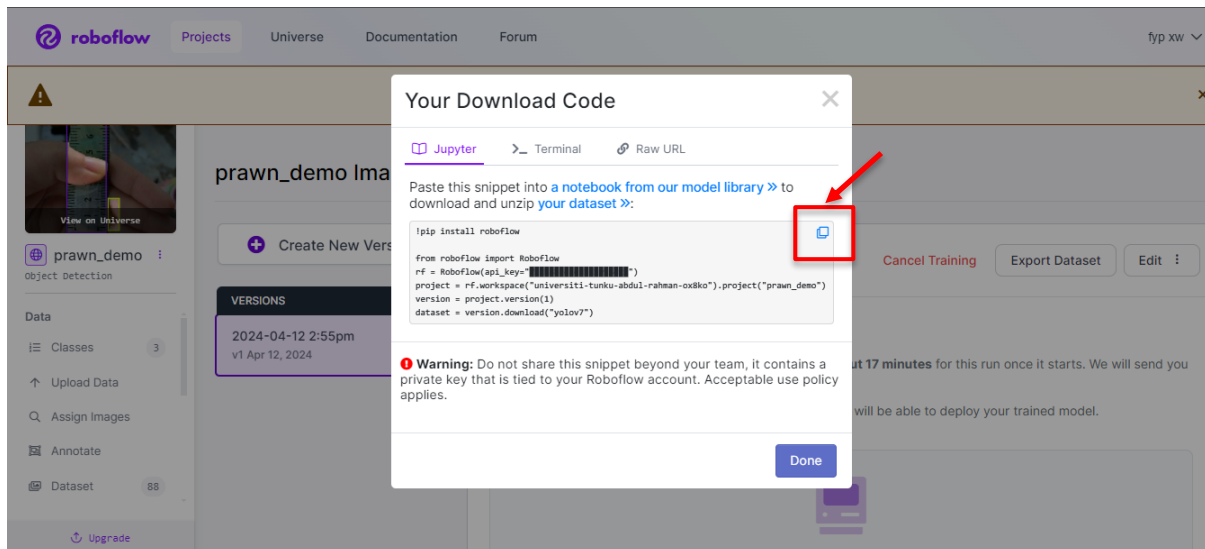 roboflow Projects Universe Documentation Forum fyp xw
Your Download Code
Jupyter Terminal Raw URL
Paste this snippet into a notebook from our model library » to
download and unzip your dataset »:
!pip install roboflow
from roboflow import Roboflow
rf = Roboflow(api_key="████████████████████")
project = rf.workspace("universiti-tunku-abdul-rahman-ox8ko").project("prawn_demo")
version = project.version(1)
dataset = version.download("yolov7")
Warning: Do not share this snippet beyond your team, it contains a
private key that is tied to your Roboflow account. Acceptable use policy
applies.
Done
View on Universe
prawn_demo
Object Detection
Data
Classes 3
Upload Data
Assign Images
Annotate
Dataset 88
Upgrade
prawn_demo Ima
Create New Vers
VERSIONS
2024-04-12 2:55pm
v1 Apr 12, 2024
Cancel Training Export Dataset Edit
ut 17 minutes for this run once it starts. We will send you
will be able to deploy your trained model.